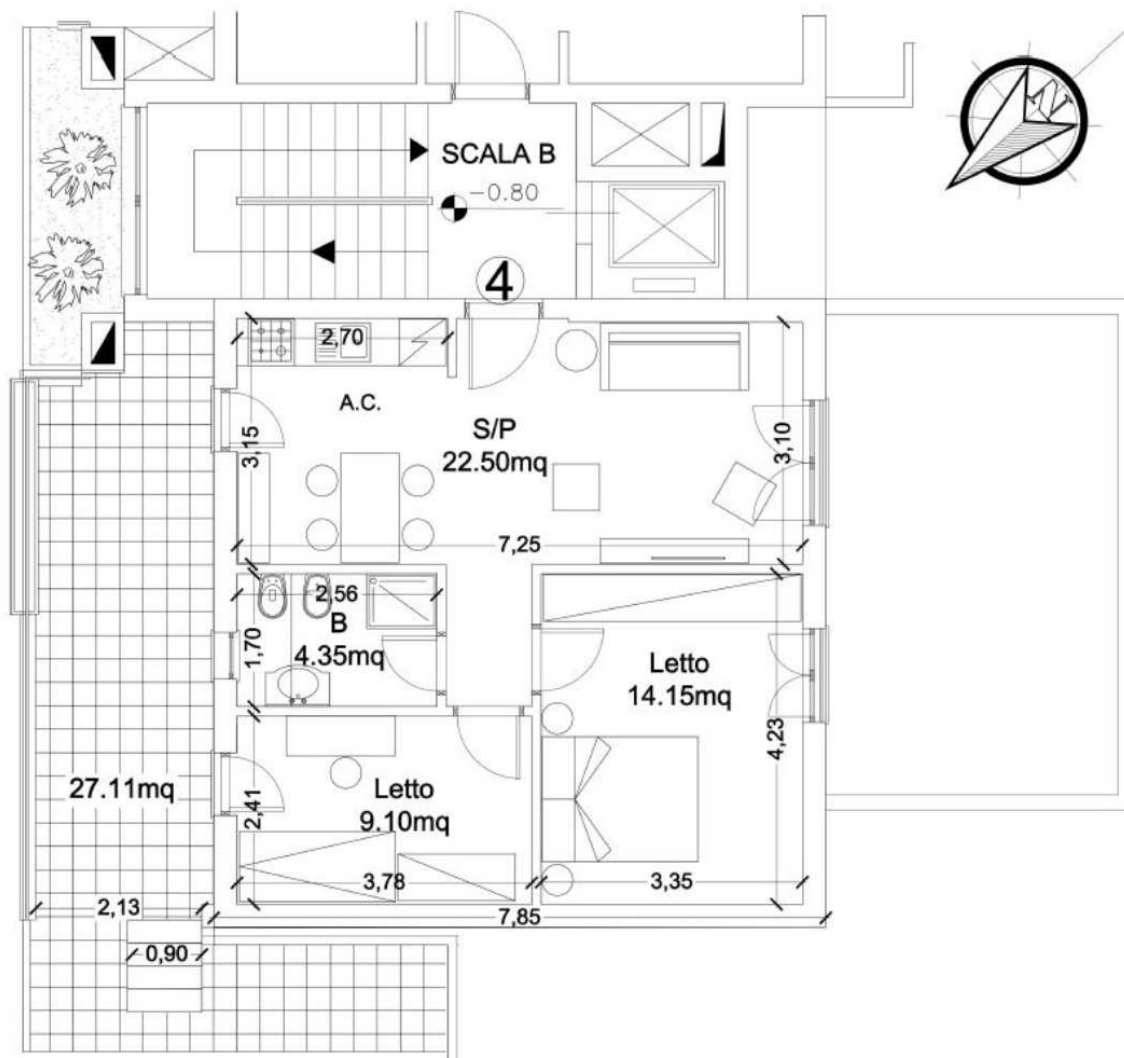 N
SCALA B
-0.80
4
2,70
A.C.
S/P
22.50mq
3,15
3,10
7,25
2,56
B
4.35mq
1,70
Letto
14.15mq
4,23
27.11mq
Letto
9.10mq
2,41
3,78
3,35
2,13
7,85
0,90